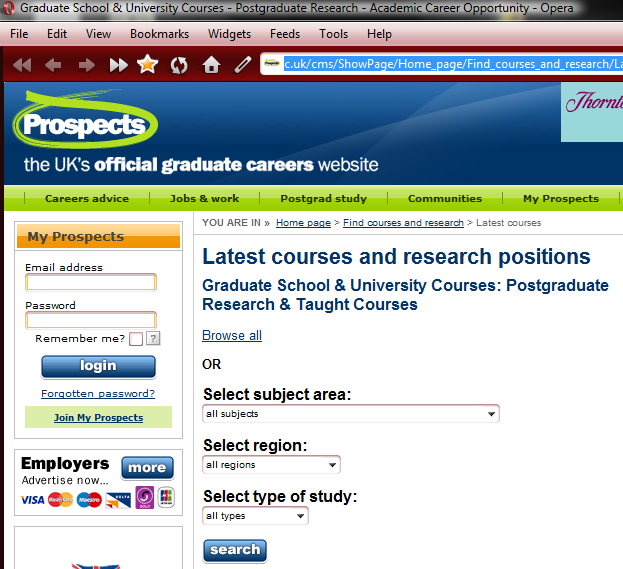 Graduate School & University Courses - Postgraduate Research - Academic Career Opportunity - Opera
File Edit View Bookmarks Widgets Feeds Tools Help
c.uk/cms/ShowPage/Home_page/Find_courses_and_research/La
Prospects
the UK's official graduate careers website
Careers advice Jobs & work Postgrad study Communities My Prospects
YOU ARE IN » Home page > Find courses and research > Latest courses
My Prospects
Email address
Password
Remember me? ?
login
Forgotten password?
Join My Prospects
Employers more
Advertise now...
VISA MasterCard Maestro DELTA SOLO JCB
Latest courses and research positions
Graduate School & University Courses: Postgraduate
Research & Taught Courses
Browse all
OR
Select subject area:
all subjects
Select region:
all regions
Select type of study:
all types
search